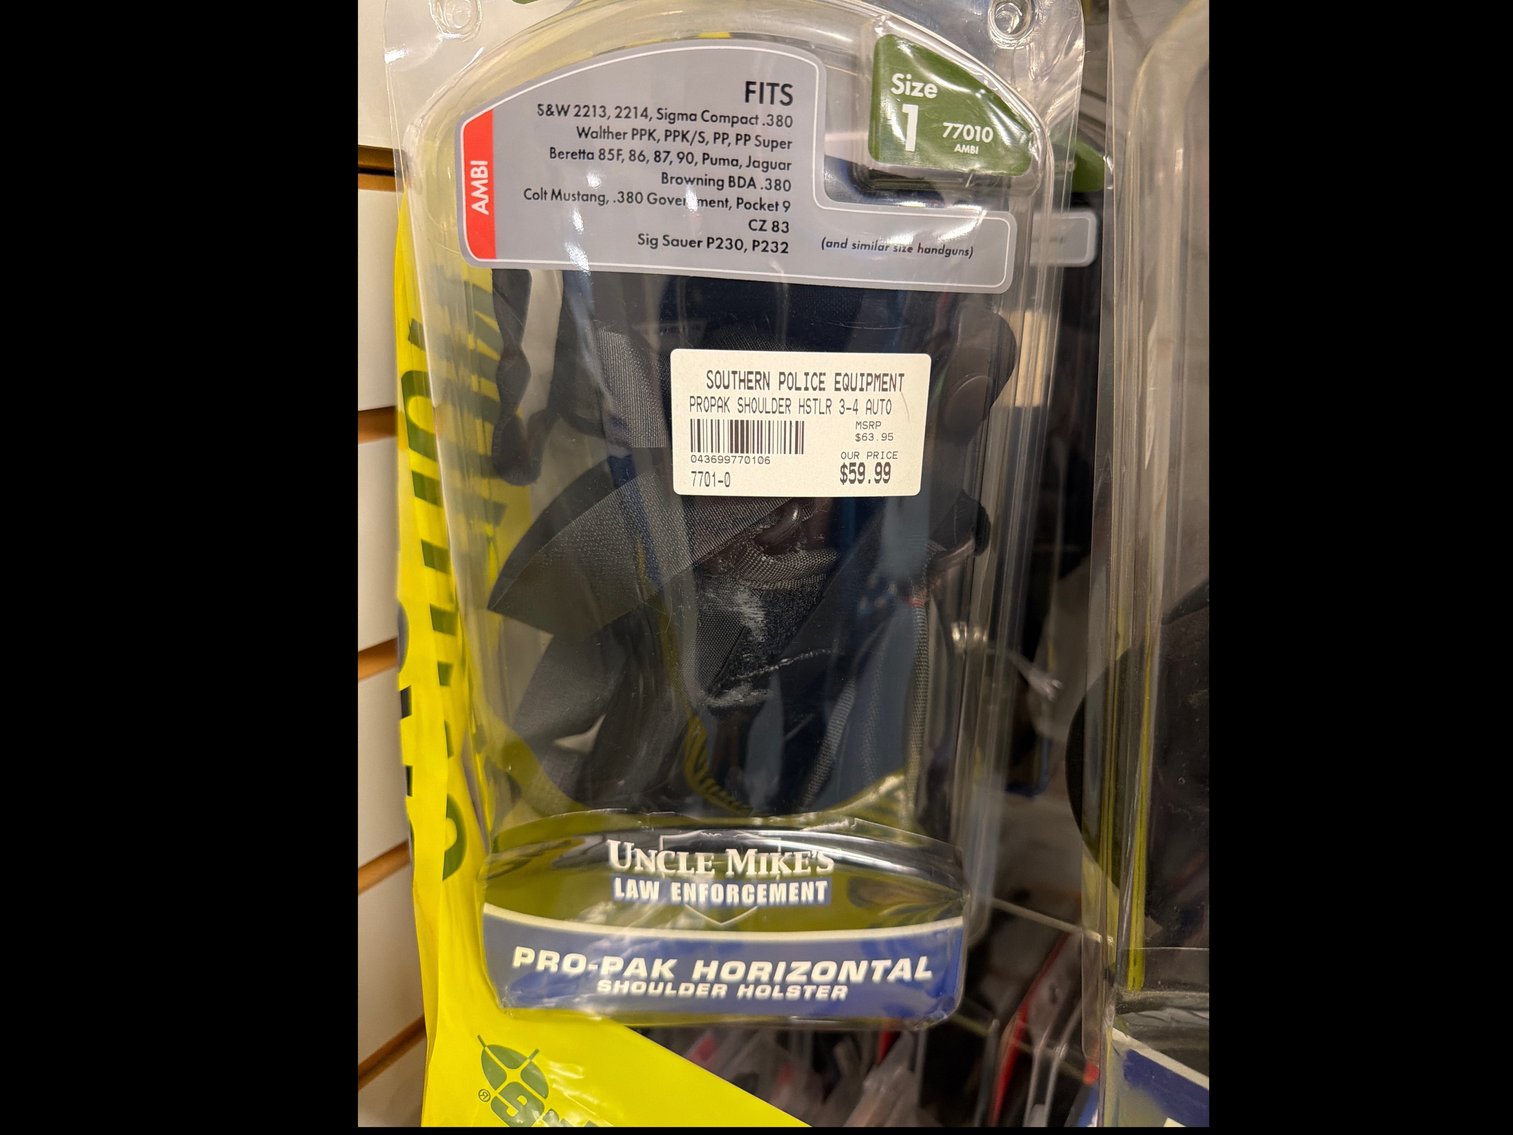 FITS
S&W 2213, 2214, Sigma Compact .380
Walther PPK, PPK/S, PP, PP Super
Beretta 85F, 86, 87, 90, Puma, Jaguar
Browning BDA .380
Colt Mustang, .380 Government, Pocket 9
CZ 83
Sig Sauer P230, P232
(and similar size handguns)
AMBI
Size
1
77010
AMBI
SOUTHERN POLICE EQUIPMENT
PROPAK SHOULDER HSTLR 3-4 AUTO
MSRP
$63.95
043699770106
OUR PRICE
7701-0
$59.99
UNCLE MIKE'S
LAW ENFORCEMENT
PRO-PAK HORIZONTAL
SHOULDER HOLSTER